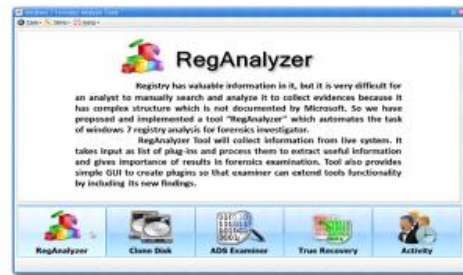 Windows 7 Forensics Analysis Tools
RegAnalyzer
Registry has valuable information in it, but it is very difficult for
an analyst to manually search and analyze it to collect evidences because it
has complex structure which is not documented by Microsoft. So we have
proposed and implemented a tool "RegAnalyzer" which automates the task
of windows 7 registry analysis for forensics investigator.
RegAnalyzer Tool will collect information from live system. It
takes input as list of plug-ins and process them to extract useful information
and gives importance of results in forensics examination. Tool also provides
simple GUI to create plugins so that examiner can extend tools functionality
by including its new findings.
RegAnalyzer Clone Disk ADS Examiner True Recovery Activity